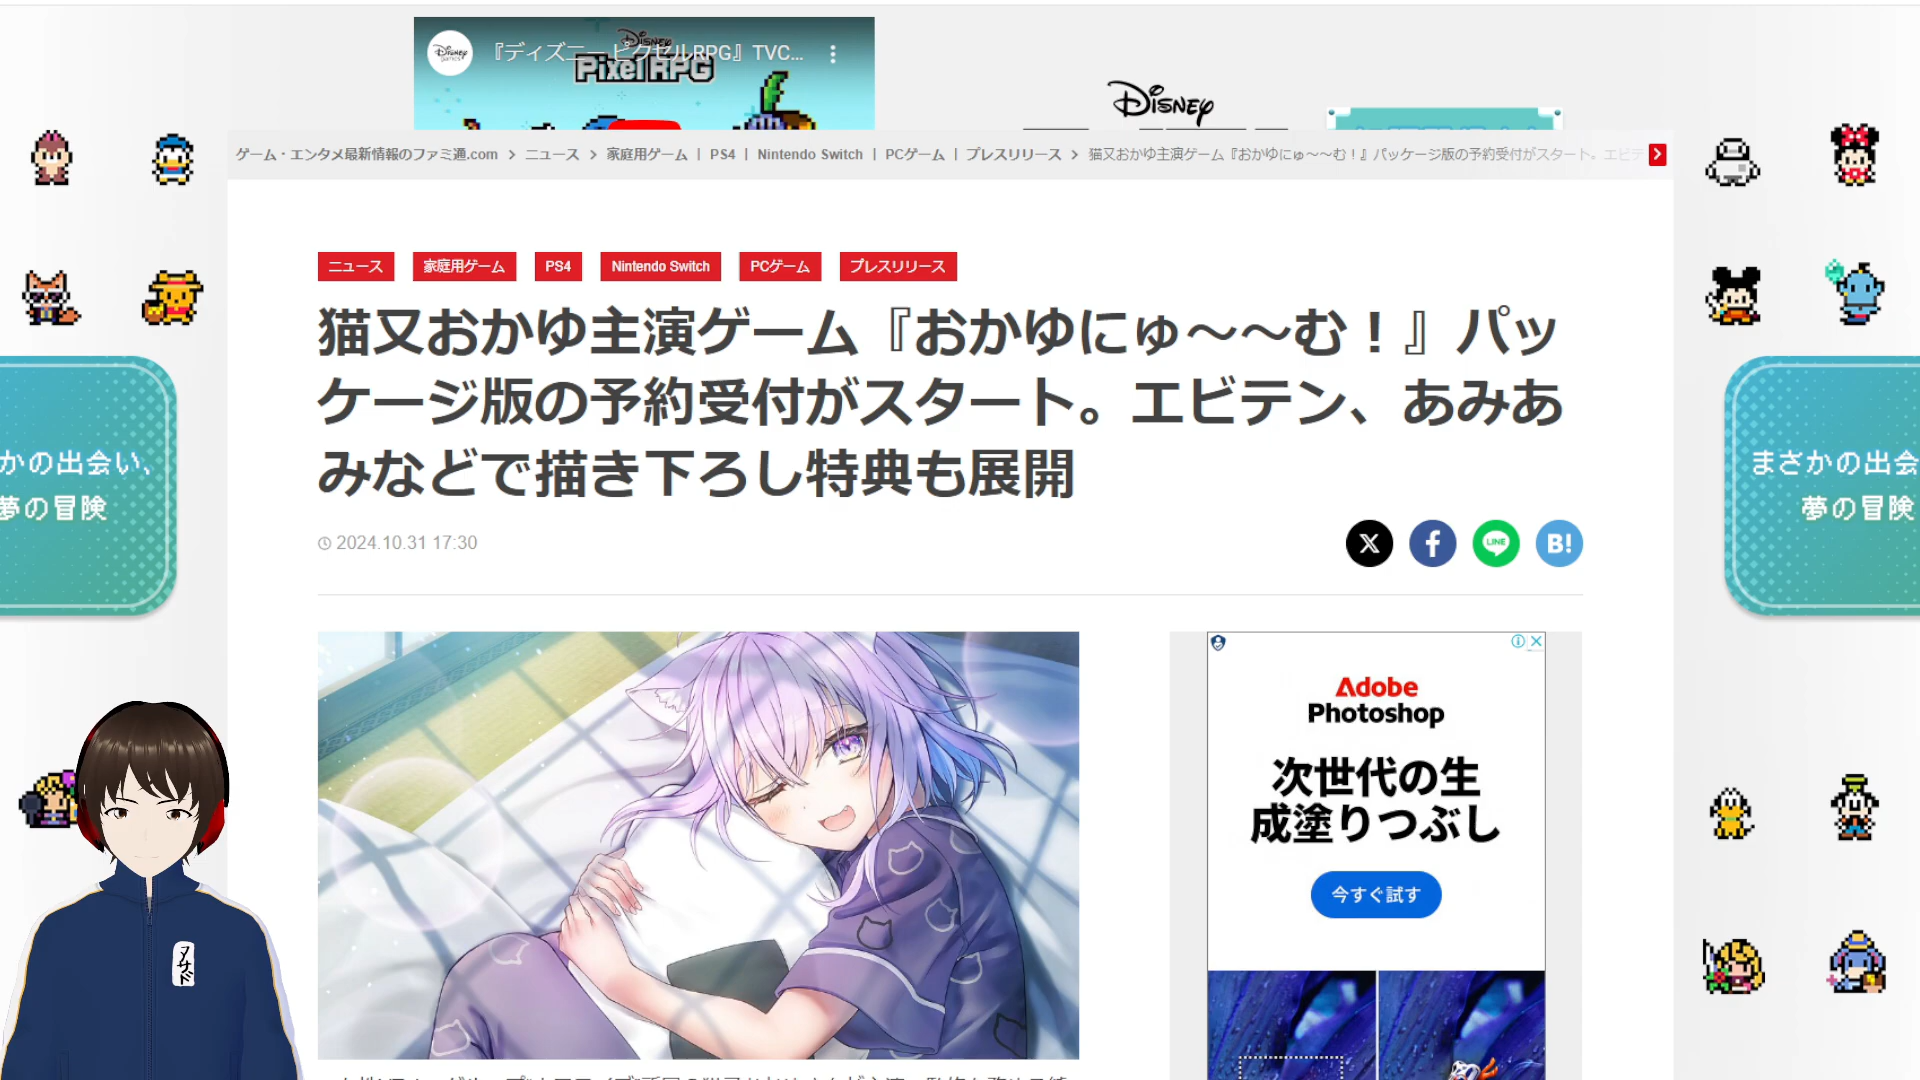 『ディズニー ピクセルRPG』TVC...
Disney
Pixel RPG
Disney
ゲーム・エンタメ最新情報のファミ通.com > ニュース > 家庭用ゲーム | PS4 | Nintendo Switch | PCゲーム | プレスリリース > 猫又おかゆ主演ゲーム『おかゆにゅ～～む！』パッケージ版の予約受付がスタート。エビテ
ニュース 家庭用ゲーム PS4 Nintendo Switch PCゲーム プレスリリース
猫又おかゆ主演ゲーム『おかゆにゅ～～む！』パッ
ケージ版の予約受付がスタート。エビテン、あみあ
みなどで描き下ろし特典も展開
2024.10.31 17:30
LINE
B!
かの出会い、
夢の冒険
まさかの出会
夢の冒険
Adobe
Photoshop
次世代の生
成塗りつぶし
今すぐ試す